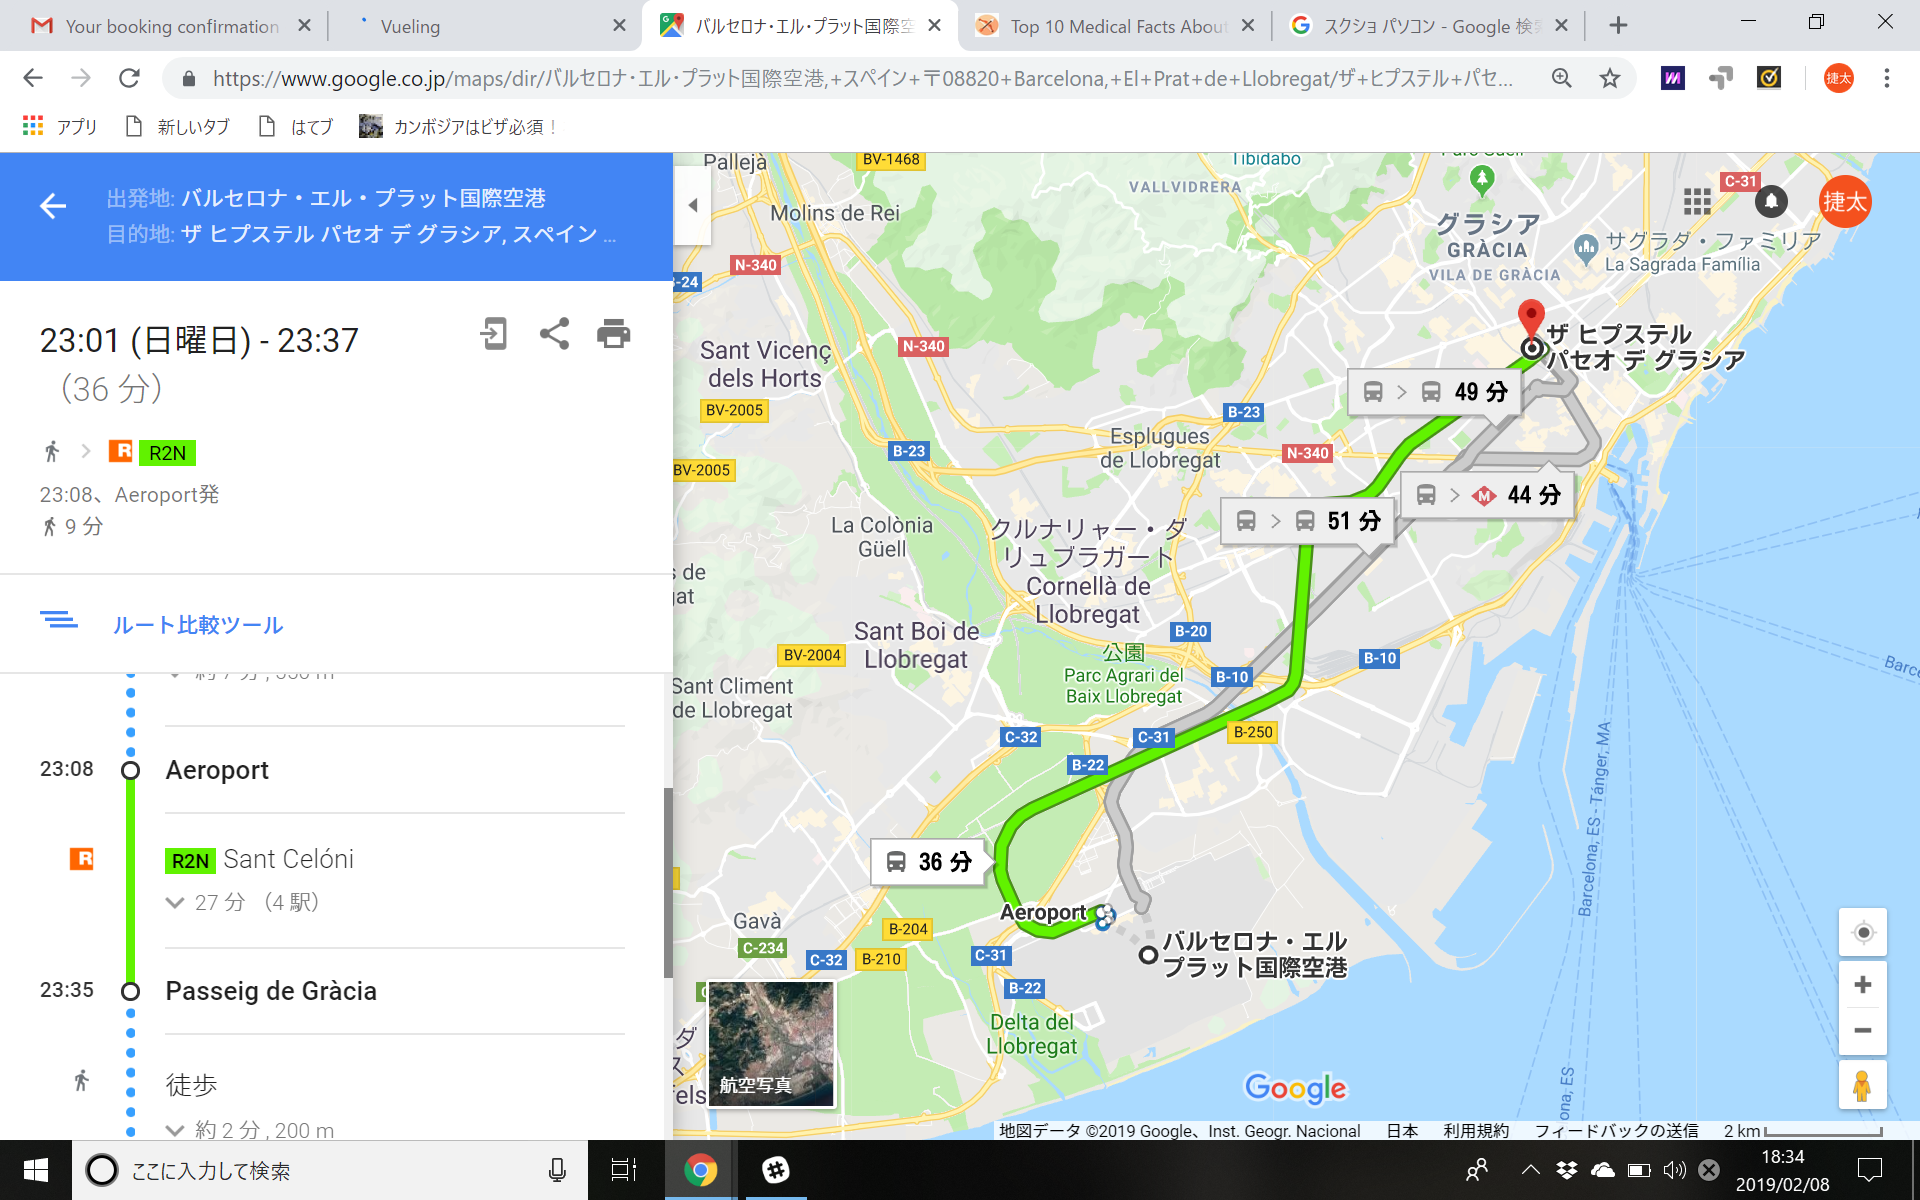 Your booking confirmation
Vueling
バルセロナ・エル・プラット国際空
Top 10 Medical Facts About
スクショ パソコン - Google 検索
https://www.google.co.jp/maps/dir/バルセロナ・エル・プラット国際空港,+スペイン+〒08820+Barcelona,+El+Prat+de+Llobregat/ザ+ヒプステル+パセ...
捷太
アプリ
新しいタブ
はてブ
カンボジアはビザ必須！
出発地: バルセロナ・エル・プラット国際空港
目的地: ザ ヒプステル パセオ デ グラシア, スペイン ...
23:01 (日曜日) - 23:37
（36 分）
R R2N
23:08、Aeroport発
9 分
ルート比較ツール
23:08 Aeroport
R R2N Sant Celóni
27 分 （4 駅）
23:35 Passeig de Gràcia
徒歩
約 2 分 , 200 m
Pallejà
BV-1468
Tibidabo
VALLVIDRERA
C-31
捷太
Molins de Rei
グラシア
GRÀCIA
VILA DE GRÀCIA
サグラダ・ファミリア
La Sagrada Família
N-340
B-24
ザ ヒプステル
パセオ デ グラシア
Sant Vicenç
dels Horts
N-340
49 分
BV-2005
B-23
Esplugues
de Llobregat
B-23
N-340
BV-2005
M 44 分
51 分
La Colònia
Güell
クルナリャー・ダ
リュブラガート
Cornellà de
Llobregat
s de
Sant Boi de
Llobregat
B-20
BV-2004
公園
Parc Agrari del
Baix Llobregat
B-10
B-10
Sant Climent
de Llobregat
C-32
C-31
B-250
B-22
Barcelona, ES - Tánger, MA
36 分
Aeroport
Gavà
C-234
B-204
C-32
B-210
C-31
バルセロナ・エル
プラット国際空港
B-22
Delta del
Llobregat
航空写真
Google
地図データ ©2019 Google、Inst. Geogr. Nacional
日本
利用規約
フィードバックの送信
2 km
ここに入力して検索
18:34
2019/02/08